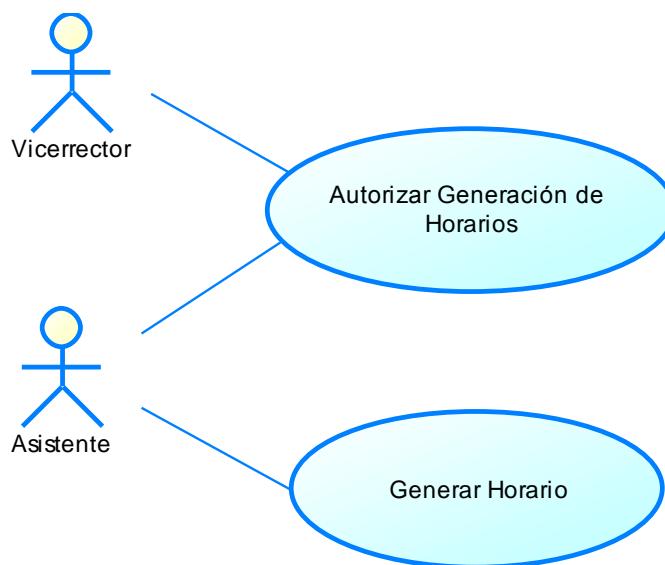 Vicerrector
Autorizar Generación de
Horarios
Asistente
Generar Horario